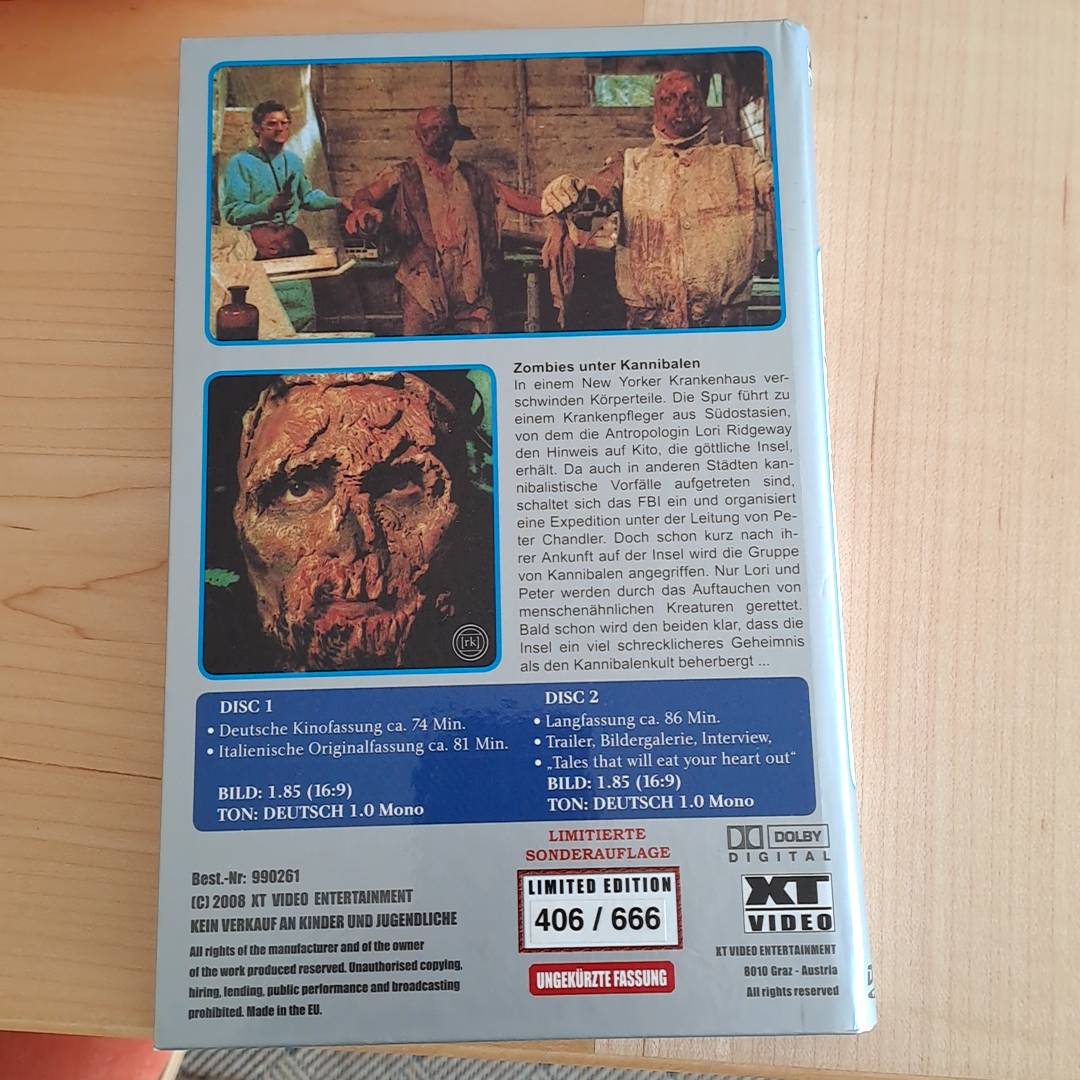 [rk]
Zombies unter Kannibalen
In einem New Yorker Krankenhaus ver-
schwinden Körperteile. Die Spur führt zu
einem Krankenpfleger aus Südostasien,
von dem die Antropologin Lori Ridgeway
den Hinweis auf Kito, die göttliche Insel,
erhält. Da auch in anderen Städten kan-
nibalistische Vorfälle aufgetreten sind,
schaltet sich das FBI ein und organisiert
eine Expedition unter der Leitung von Pe-
ter Chandler. Doch schon kurz nach ih-
rer Ankunft auf der Insel wird die Gruppe
von Kannibalen angegriffen. Nur Lori und
Peter werden durch das Auftauchen von
menschenähnlichen Kreaturen gerettet.
Bald schon wird den beiden klar, dass die
Insel ein viel schrecklicheres Geheimnis
als den Kannibalenkult beherbergt ...
DISC 1
• Deutsche Kinofassung ca. 74 Min.
• Italienische Originalfassung ca. 81 Min.
BILD: 1.85 (16:9)
TON: DEUTSCH 1.0 Mono
DISC 2
• Langfassung ca. 86 Min.
• Trailer, Bildergalerie, Interview,
• „Tales that will eat your heart out“
BILD: 1.85 (16:9)
TON: DEUTSCH 1.0 Mono
Best.-Nr: 990261
(C) 2008 XT VIDEO ENTERTAINMENT
KEIN VERKAUF AN KINDER UND JUGENDLICHE
All rights of the manufacturer and of the owner
of the work produced reserved. Unauthorised copying,
hiring, lending, public performance and broadcasting
prohibited. Made in the EU.
LIMITIERTE
SONDERAUFLAGE
LIMITED EDITION
406 / 666
UNGEKÜRZTE FASSUNG
DOLBY
DIGITAL
XT
VIDEO
XT VIDEO ENTERTAINMENT
8010 Graz - Austria
All rights reserved